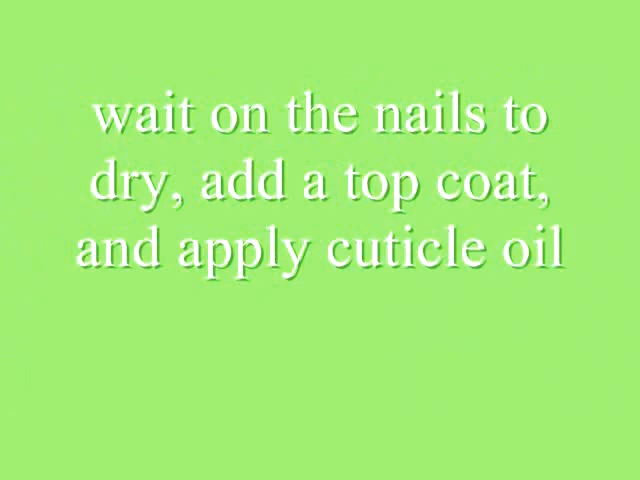 wait on the nails to
dry, add a top coat,
and apply cuticle oil